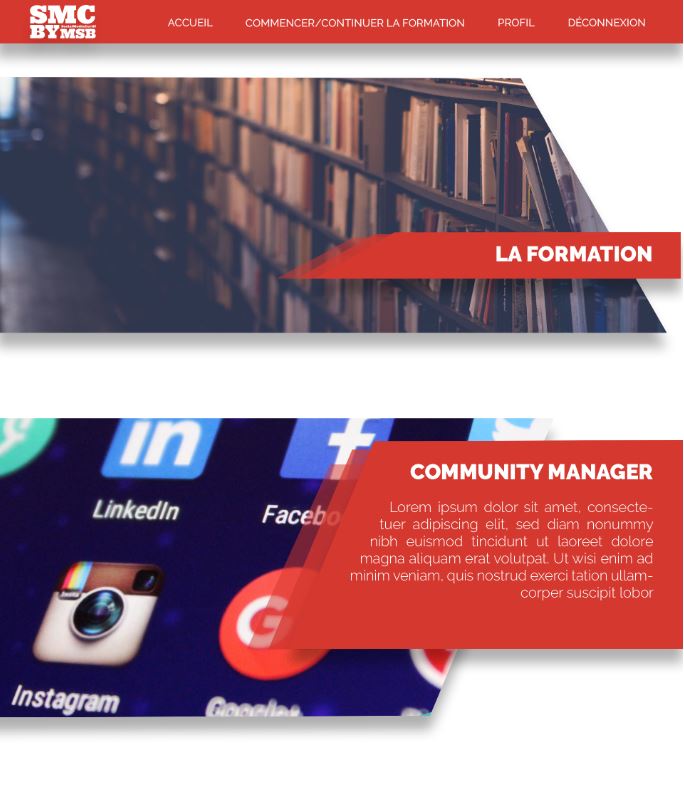 SMC
BY MSB
ACCUEIL
COMMENCER/CONTINUER LA FORMATION
PROFIL
DÉCONNEXION
LA FORMATION
LinkedIn
Facebo
Instagram
COMMUNITY MANAGER
Lorem ipsum dolor sit amet, consecte-
tuer adipiscing elit, sed diam nonummy
nibh euismod tincidunt ut laoreet dolore
magna aliquam erat volutpat. Ut wisi enim ad
minim veniam, quis nostrud exerci tation ullam-
corper suscipit lobor